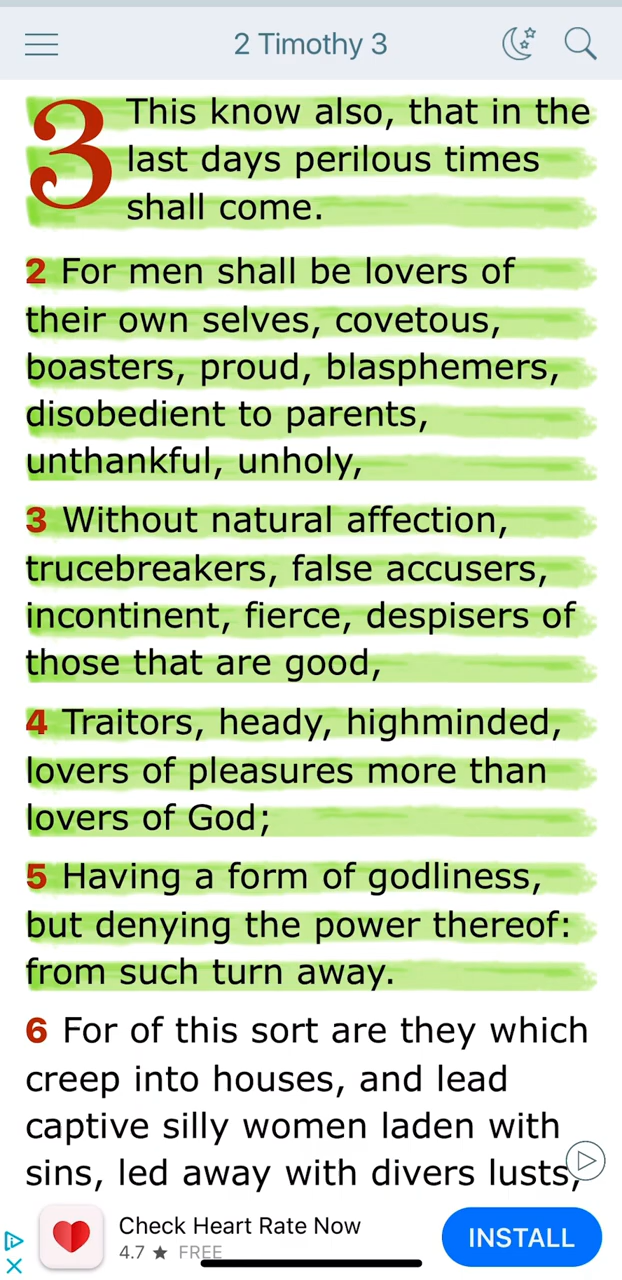 2 Timothy 3
3 This know also, that in the
last days perilous times
shall come.
2 For men shall be lovers of
their own selves, covetous,
boasters, proud, blasphemers,
disobedient to parents,
unthankful, unholy,
3 Without natural affection,
trucebreakers, false accusers,
incontinent, fierce, despisers of
those that are good,
4 Traitors, heady, highminded,
lovers of pleasures more than
lovers of God;
5 Having a form of godliness,
but denying the power thereof:
from such turn away.
6 For of this sort are they which
creep into houses, and lead
captive silly women laden with
sins, led away with divers lusts,
Check Heart Rate Now
4.7 ★ FREE
INSTALL